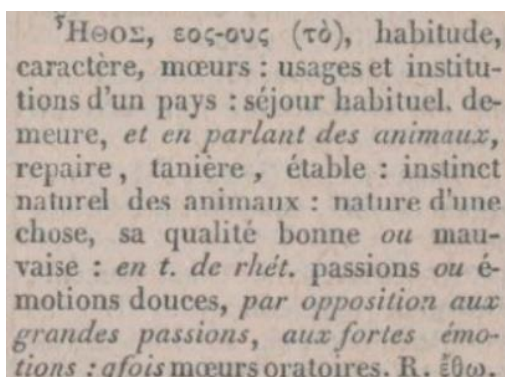 Ἦθος, εος-ους (τὸ), habitude,
caractère, mœurs : usages et institu-
tions d'un pays : séjour habituel. de-
meure, et en parlant des animaux,
repaire, tanière, étable : instinct
naturel des animaux : nature d'une
chose, sa qualité bonne ou mau-
vaise : en t. de rhét. passions ou é-
motions douces, par opposition aux
grandes passions, aux fortes émo-
tions : qfois mœurs oratoires. R. ἔθω.